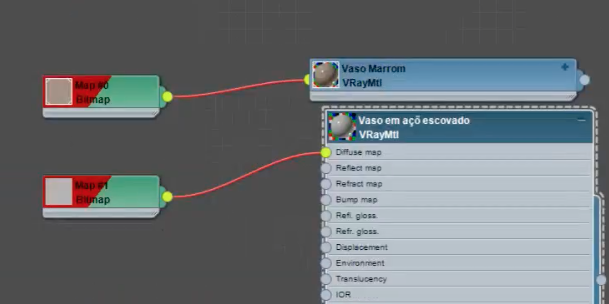 Map #0
Bitmap
Vaso Marrom
VRayMtl
Map #1
Bitmap
Vaso em açõ escovado
VRayMtl
Diffuse map
Reflect map
Refract map
Bump map
Refl. gloss.
Refr. gloss.
Displacement
Environment
Translucency
IOR